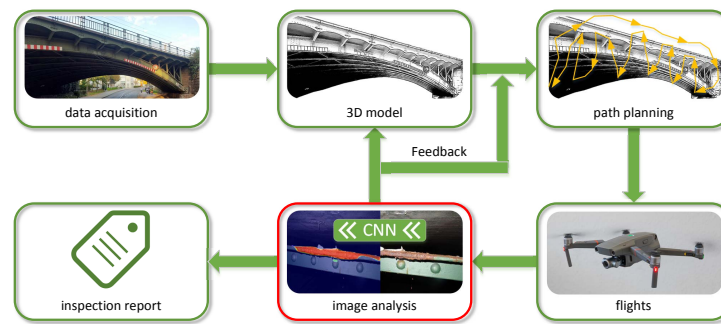 data acquisition
3D model
path planning
Feedback
CNN
inspection report
image analysis
flights